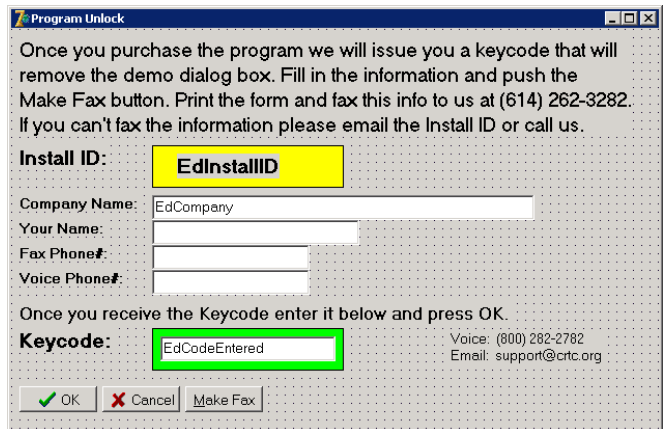 Program Unlock
Once you purchase the program we will issue you a keycode that will
remove the demo dialog box. Fill in the information and push the
Make Fax button. Print the form and fax this info to us at (614) 262-3282.
If you can't fax the information please email the Install ID or call us.
Install ID: EdInstallID
Company Name: EdCompany
Your Name:
Fax Phone#:
Voice Phone#:
Once you receive the Keycode enter it below and press OK.
Keycode: EdCodeEntered
Voice: (800) 282-2782
Email: support@crtc.org
OK Cancel Make Fax